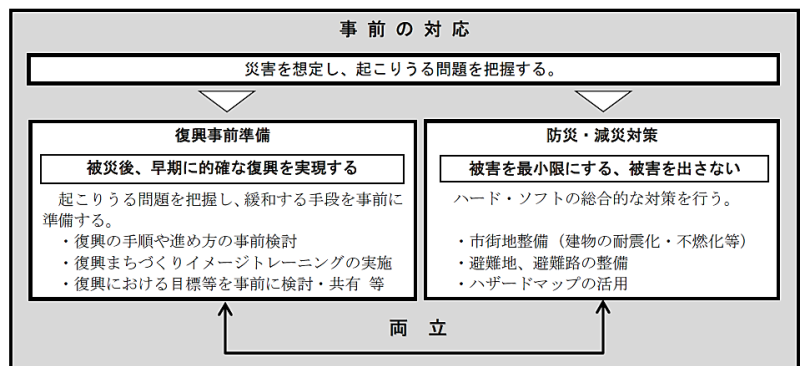 事前の対応
災害を想定し、起こりうる問題を把握する。
復興事前準備
被災後、早期に的確な復興を実現する
起こりうる問題を把握し、緩和する手段を事前に
準備する。
・復興の手順や進め方の事前検討
・復興まちづくりイメージトレーニングの実施
・復興における目標等を事前に検討・共有 等
防災・減災対策
被害を最小限にする、被害を出さない
ハード・ソフトの総合的な対策を行う。
・市街地整備（建物の耐震化・不燃化等）
・避難地、避難路の整備
・ハザードマップの活用
両 立